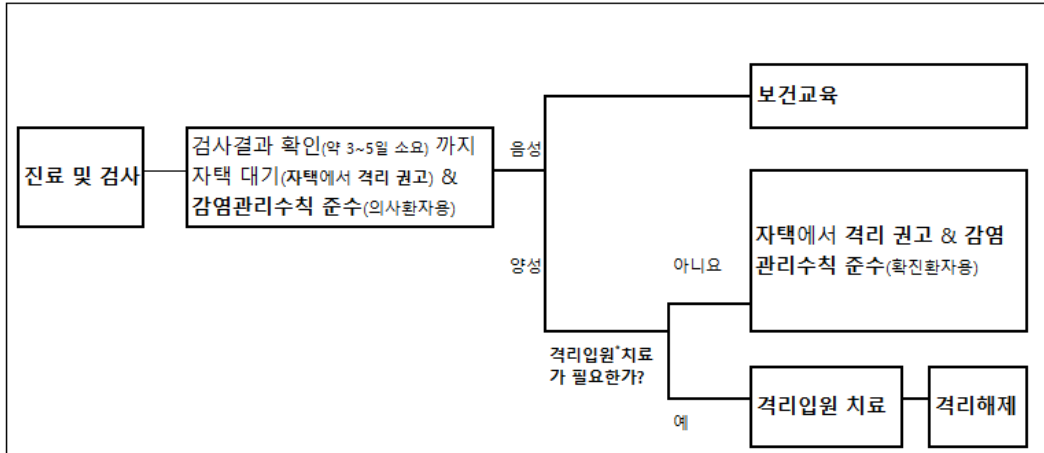 보건교육
진료 및 검사
검사결과 확인(약 3~5일 소요) 까지
자택 대기(자택에서 격리 권고) &
감염관리수칙 준수(의사환자용)
음성
양성
아니요
자택에서 격리 권고 & 감염
관리수칙 준수(확진환자용)
격리입원*치료
가 필요한가?
예
격리입원 치료
격리해제